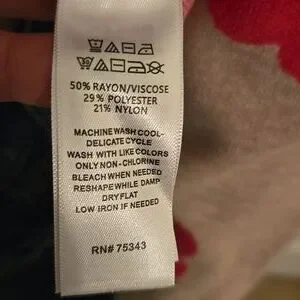 50% RAYON/VISCOSE
29% POLYESTER
21% NYLON
MACHINE WASH COOL-
DELICATE CYCLE
WASH WITH LIKE COLORS
ONLY NON-CHLORINE
BLEACH WHEN NEEDED
RESHAPE WHILE DAMP
DRY FLAT
LOW IRON IF NEEDED
RN# 75343